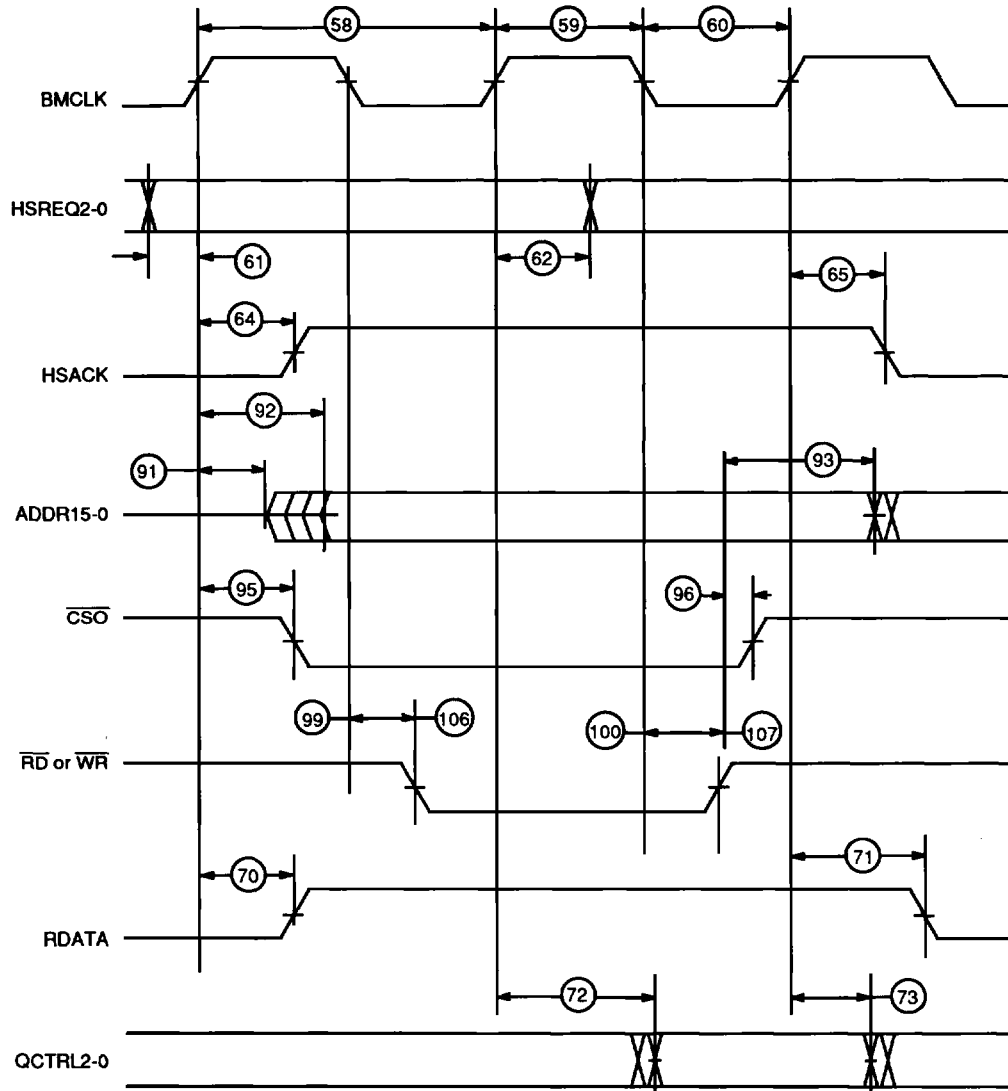 58 59 60
BMCLK
HSREQ2-0
61 62
65
64
HSACK
92
93
91
ADDR15-0
95
96
CSO
99 106 100 107
RD or WR
71
70
RDATA
72 73
QCTRL2-0